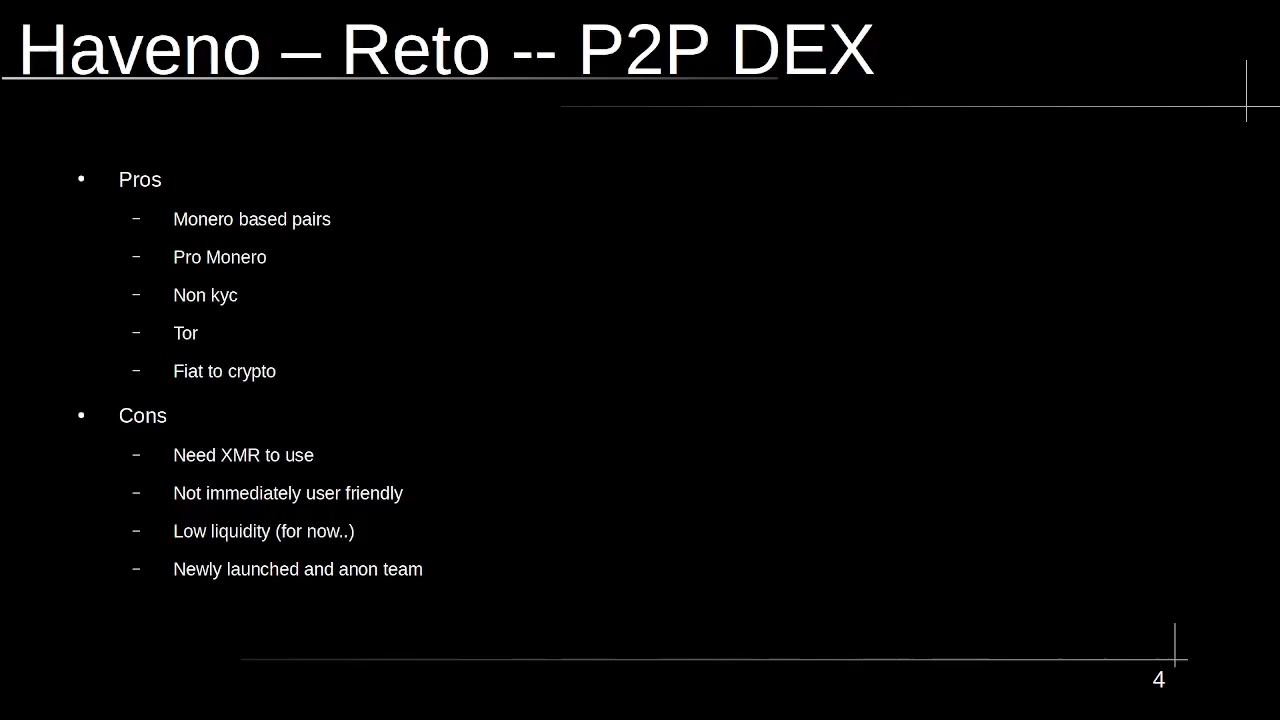 Haveno – Reto -- P2P DEX
• Pros
– Monero based pairs
– Pro Monero
– Non kyc
– Tor
– Fiat to crypto
• Cons
– Need XMR to use
– Not immediately user friendly
– Low liquidity (for now..)
– Newly launched and anon team
4